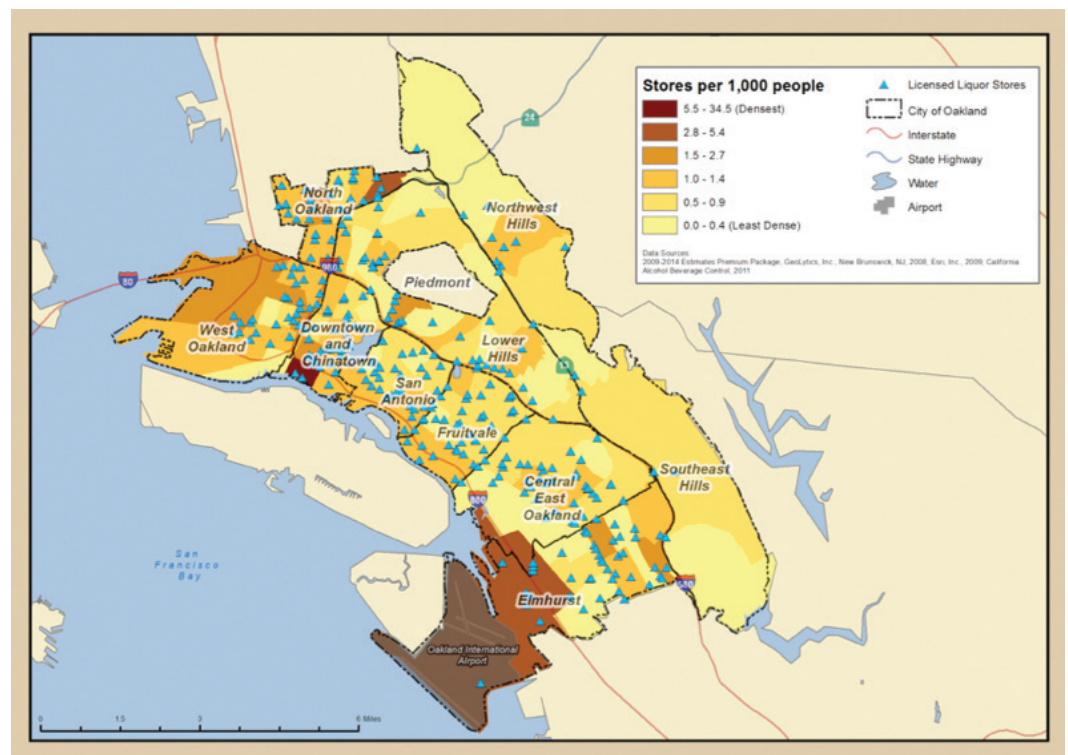 Stores per 1,000 people
5.5 - 34.5 (Densest)
2.8 - 5.4
1.5 - 2.7
1.0 - 1.4
0.5 - 0.9
0.0 - 0.4 (Least Dense)
Licensed Liquor Stores
City of Oakland
Interstate
State Highway
Water
Airport
Data Sources:
2009-2014 Estimates Premium Package, GeoLytics, Inc., New Brunswick, NJ, 2008; Esri, Inc., 2009; California
Alcohol Beverage Control, 2011
24
North
Oakland
Northwest
Hills
980
80
Piedmont
West
Oakland
Downtown
and
Chinatown
Lower
Hills
San
Antonio
Fruitvale
Southeast
Hills
Central
East
Oakland
880
San
Francisco
Bay
Elmhurst
Oakland International
Airport
0
1.5
3
6 Miles